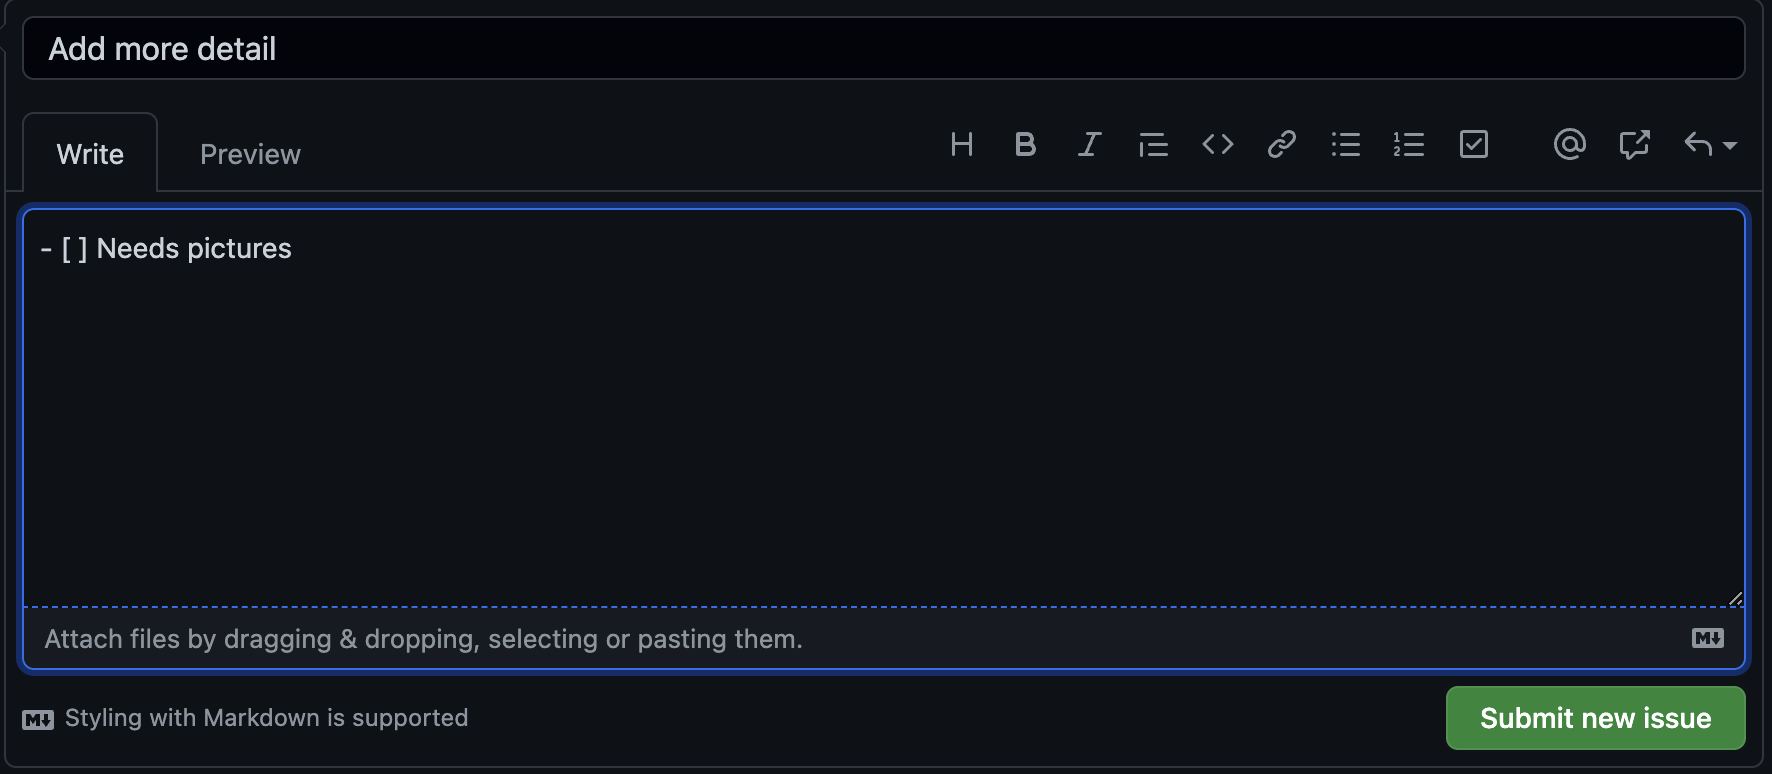 Add more detail
Write Preview
- [ ] Needs pictures
Attach files by dragging & dropping, selecting or pasting them.
Styling with Markdown is supported
Submit new issue